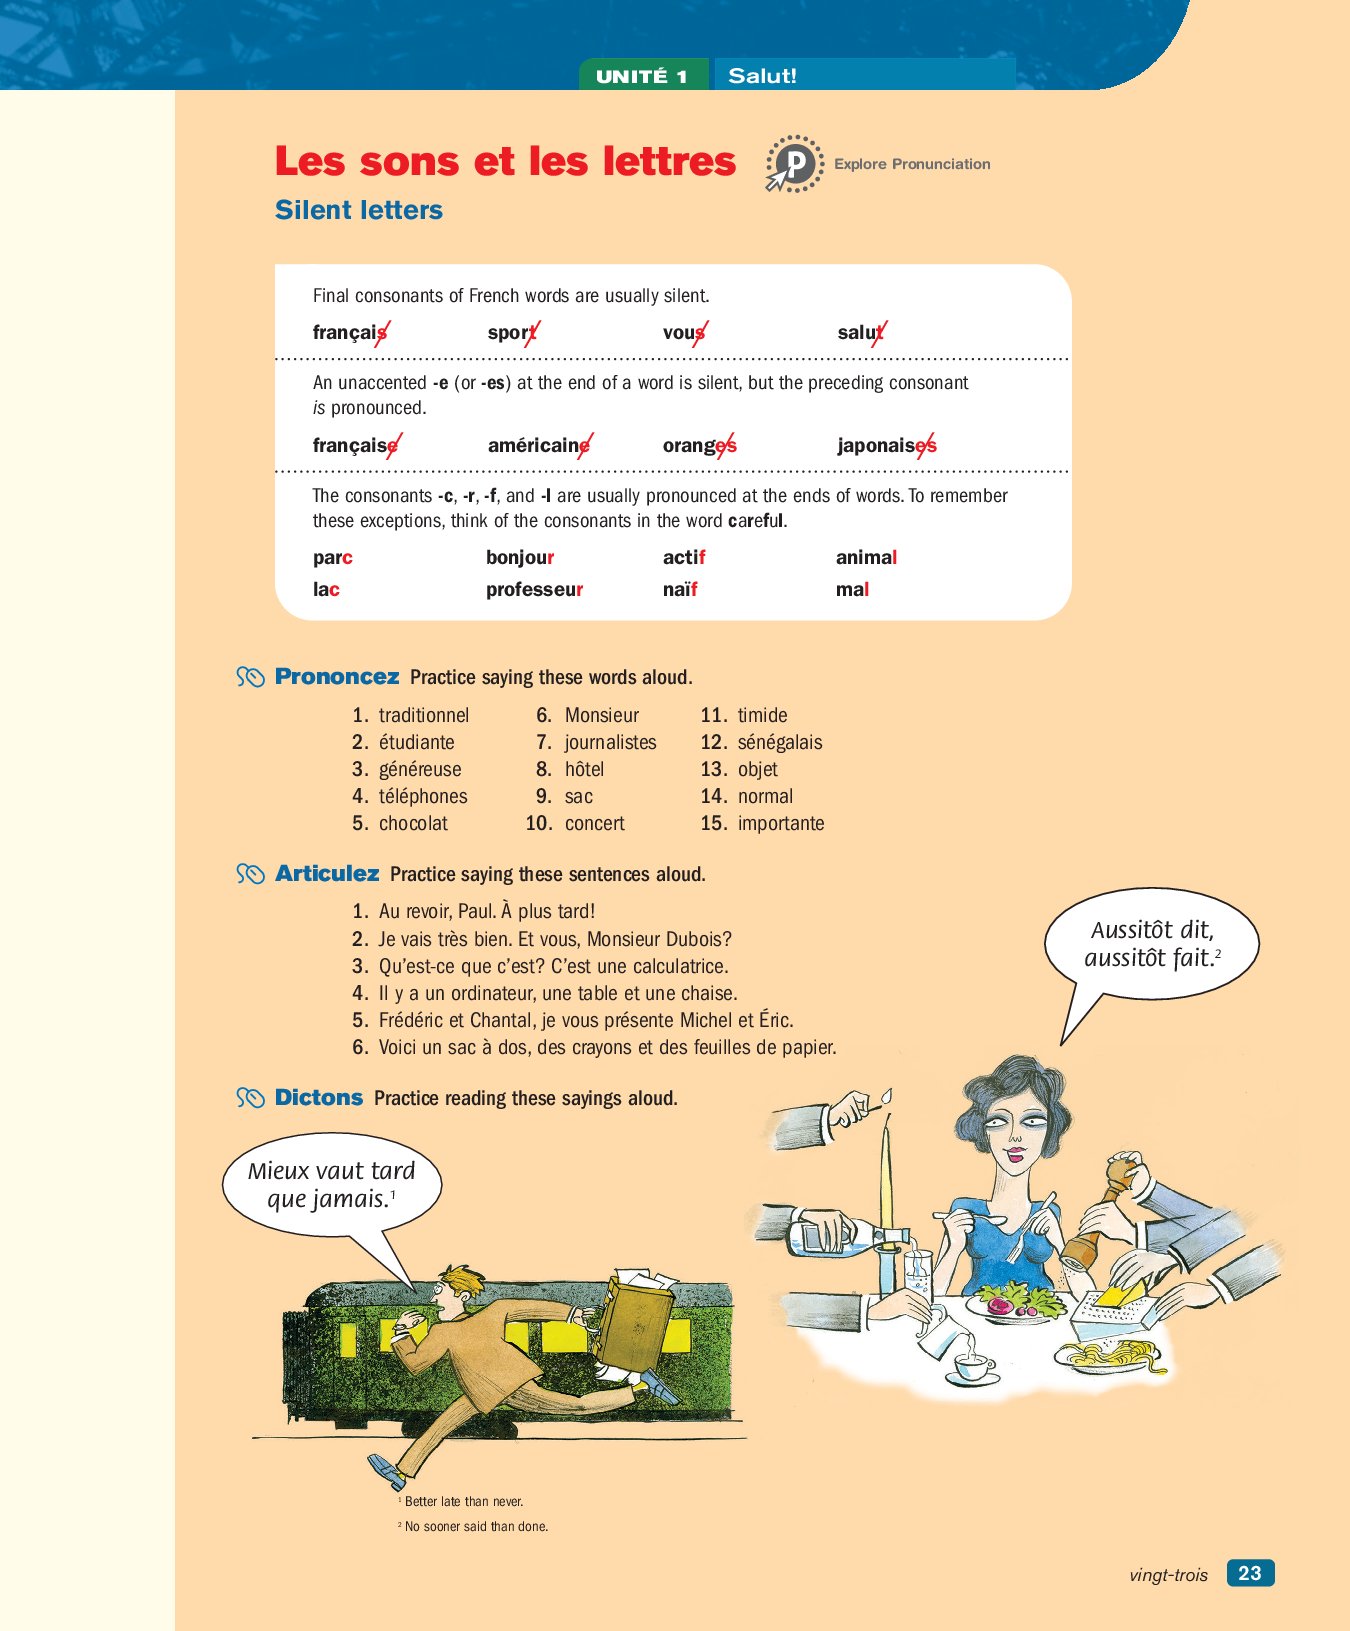 UNITÉ 1 Salut!
Les sons et les lettres
P Explore Pronunciation
Silent letters
Final consonants of French words are usually silent.
français sport vous salut
An unaccented -e (or -es) at the end of a word is silent, but the preceding consonant
is pronounced.
française américaine oranges japonaises
The consonants -c, -r, -f, and -l are usually pronounced at the ends of words. To remember
these exceptions, think of the consonants in the word careful.
parc bonjour actif animal
lac professeur naïf mal
Prononcez Practice saying these words aloud.
1. traditionnel 6. Monsieur 11. timide
2. étudiante 7. journalistes 12. sénégalais
3. généreuse 8. hôtel 13. objet
4. téléphones 9. sac 14. normal
5. chocolat 10. concert 15. importante
Articulez Practice saying these sentences aloud.
1. Au revoir, Paul. À plus tard!
2. Je vais très bien. Et vous, Monsieur Dubois?
3. Qu'est-ce que c'est? C'est une calculatrice.
4. Il y a un ordinateur, une table et une chaise.
5. Frédéric et Chantal, je vous présente Michel et Éric.
6. Voici un sac à dos, des crayons et des feuilles de papier.
Aussitôt dit,
aussitôt fait.²
Dictons Practice reading these sayings aloud.
Mieux vaut tard
que jamais.¹
¹ Better late than never.
² No sooner said than done.
vingt-trois 23